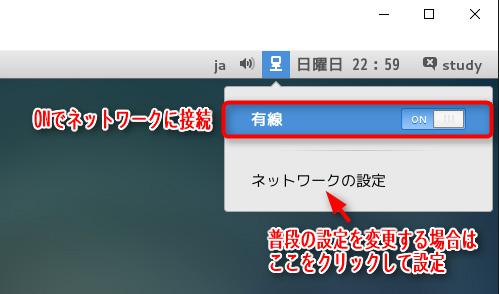 ja 日曜日 22：59 study
ONでネットワークに接続
有線 ON
ネットワークの設定
普段の設定を変更する場合は
ここをクリックして設定